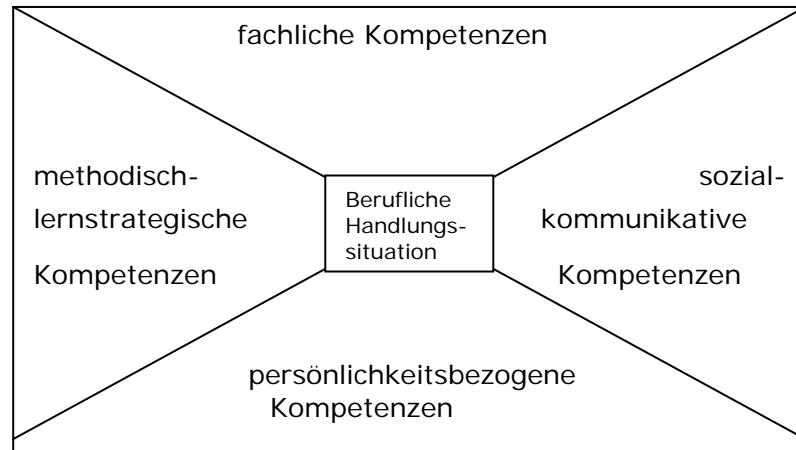 fachliche Kompetenzen
methodisch-
lernstrategische
Kompetenzen
Berufliche
Handlungs-
situation
sozial-
kommunikative
Kompetenzen
persönlichkeitsbezogene
Kompetenzen